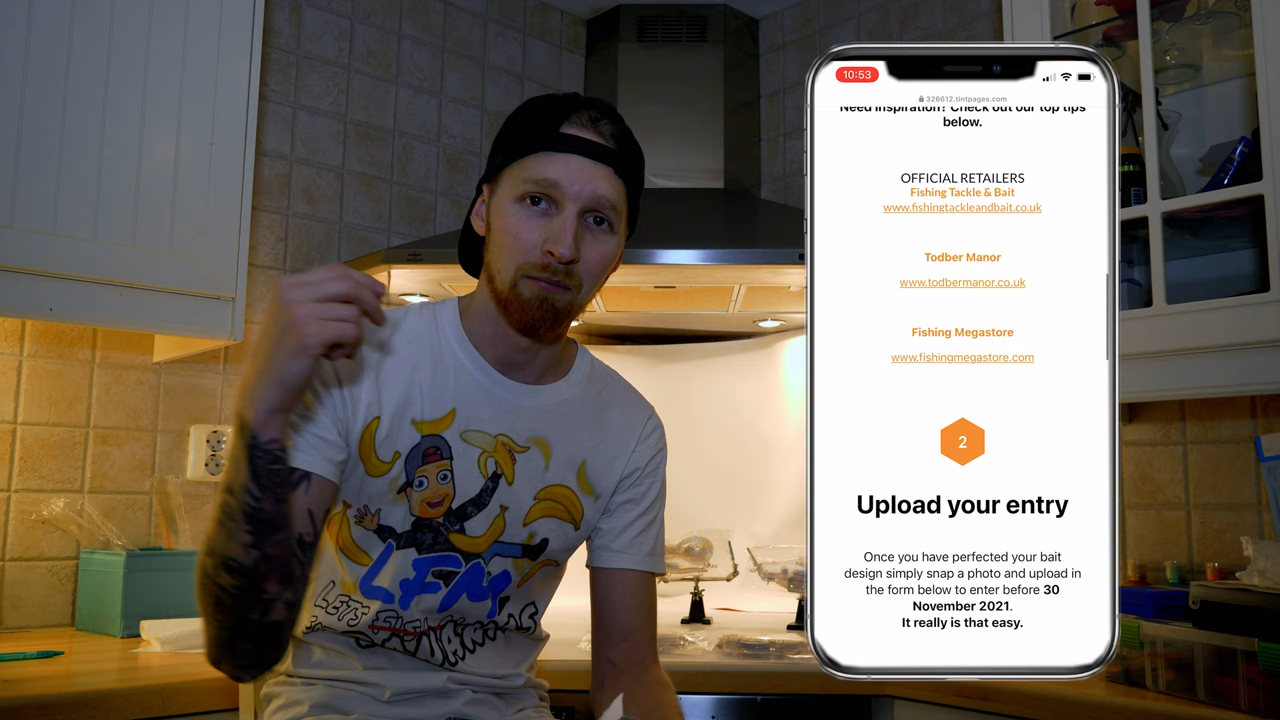 10:53
326612.tintpages.com
Need inspiration? Check out our top tips
below.
OFFICIAL RETAILERS
Fishing Tackle & Bait
www.fishingtackleandbait.co.uk
Todber Manor
www.todbermanor.co.uk
Fishing Megastore
www.fishingmegastore.com
2
Upload your entry
Once you have perfected your bait
design simply snap a photo and upload in
the form below to enter before 30
November 2021.
It really is that easy.
LFM
LETS